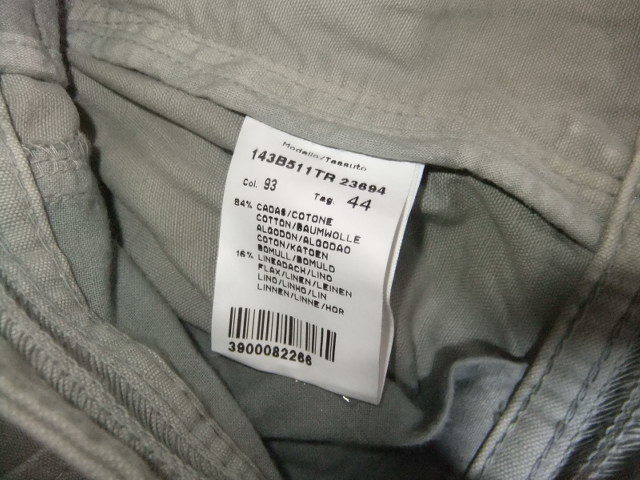 Modello/Tessuto
143B511TR 23694
Col. 93 Tag. 44
84% CADAS/COTONE
COTTON/BAUMWOLLE
ALGODON/ALGODAO
COTON/KATOEN
BOMULL/BOMULD
16% LINEADACH/LINO
FLAX/LINEN/LEINEN
LINO/LINHO/LIN
LINNEN/LINNE/HOR
3900082266